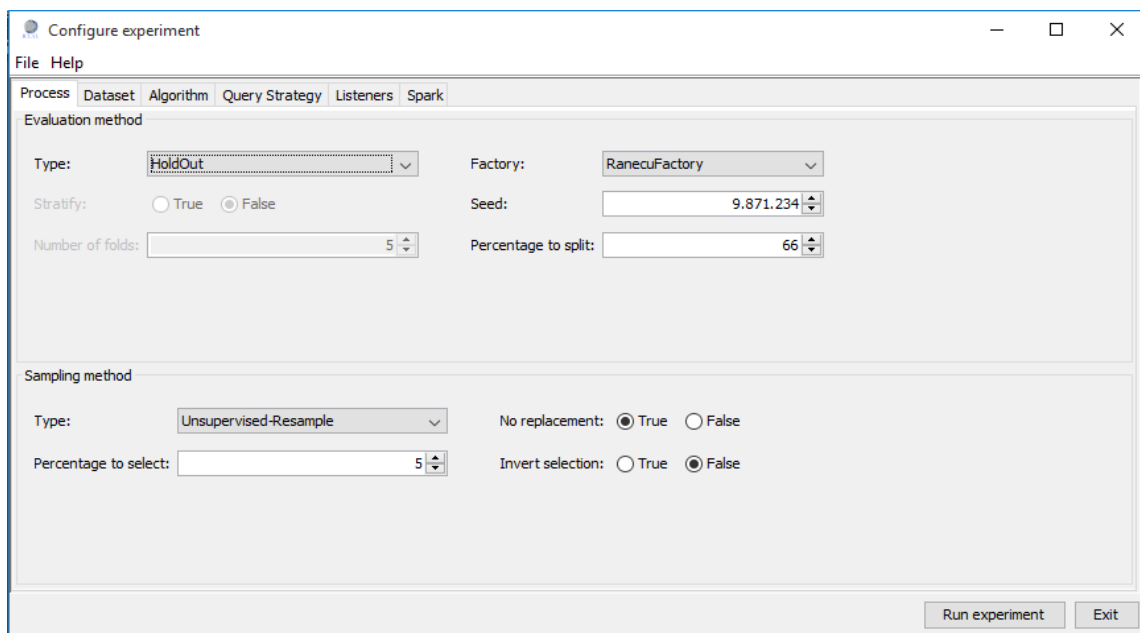 Configure experiment
File Help
Process Dataset Algorithm Query Strategy Listeners Spark
Evaluation method
Type: HoldOut Factory: RanecuFactory
Stratify: True False Seed: 9.871.234
Number of folds: 5 Percentage to split: 66
Sampling method
Type: Unsupervised-Resample No replacement: True False
Percentage to select: 5 Invert selection: True False
Run experiment Exit